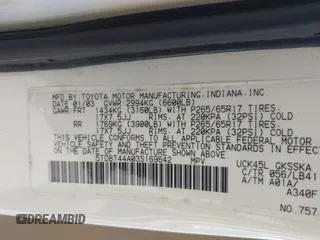 MFD.BY: TOYOTA MOTOR MANUFACTURING, INDIANA, INC
DATE 01/03 GVWR 2994KG (6600LB)
GAWR FRT 1434KG (3160LB) WITH P265/65R17 TIRES,
17X7.5JJ RIMS, AT 220KPA (32PSI) COLD
RR 1769KG (3900LB) WITH P265/65R17 TIRES,
17X7.5JJ RIMS, AT 220KPA (32PSI) COLD
THIS VEHICLE CONFORMS TO ALL APPLICABLE FEDERAL MOTOR
VEHICLE SAFETY AND THEFT PREVENTION STANDARDS IN EFFECT
ON THE DATE OF MANUFACTURE SHOWN ABOVE.
5TDBT44A03S169642 MPV
UCK45L GKSSKA
C/TR 056/LB41
A/TM A01A/
A340F
NO.757